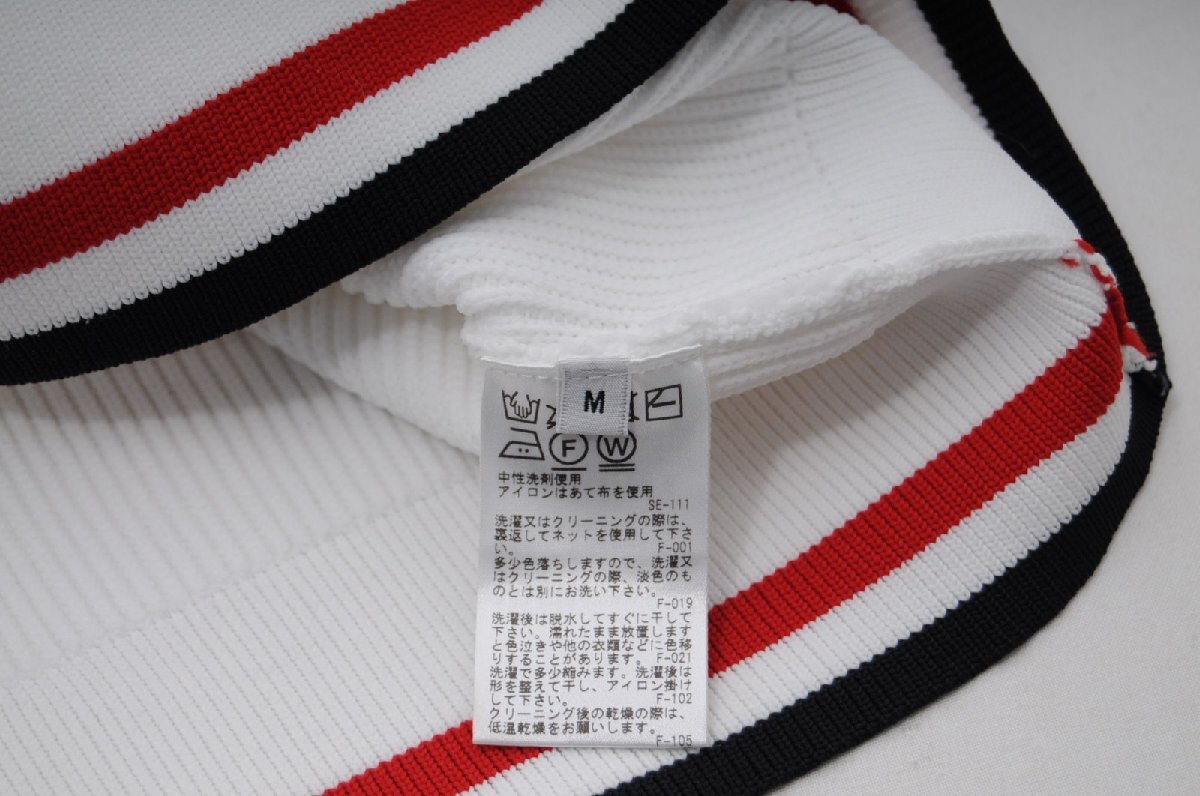 M
F W
中性洗剤使用
アイロンはあて布を使用
SE-111
洗濯又はクリーニングの際は、
裏返してネットを使用して下さ
い。 F-001
多少色落ちしますので、洗濯又
はクリーニングの際、淡色のも
のとは別にお洗い下さい。
F-019
洗濯後は脱水してすぐに干して
下さい。濡れたまま放置します
と色泣きや他の衣類などに色移
りすることがあります。 F-021
洗濯で多少縮みます。洗濯後は
形を整えて干し、アイロン掛け
して下さい。 F-102
クリーニング後の乾燥の際は、
低温乾燥をお願いします。
F-105